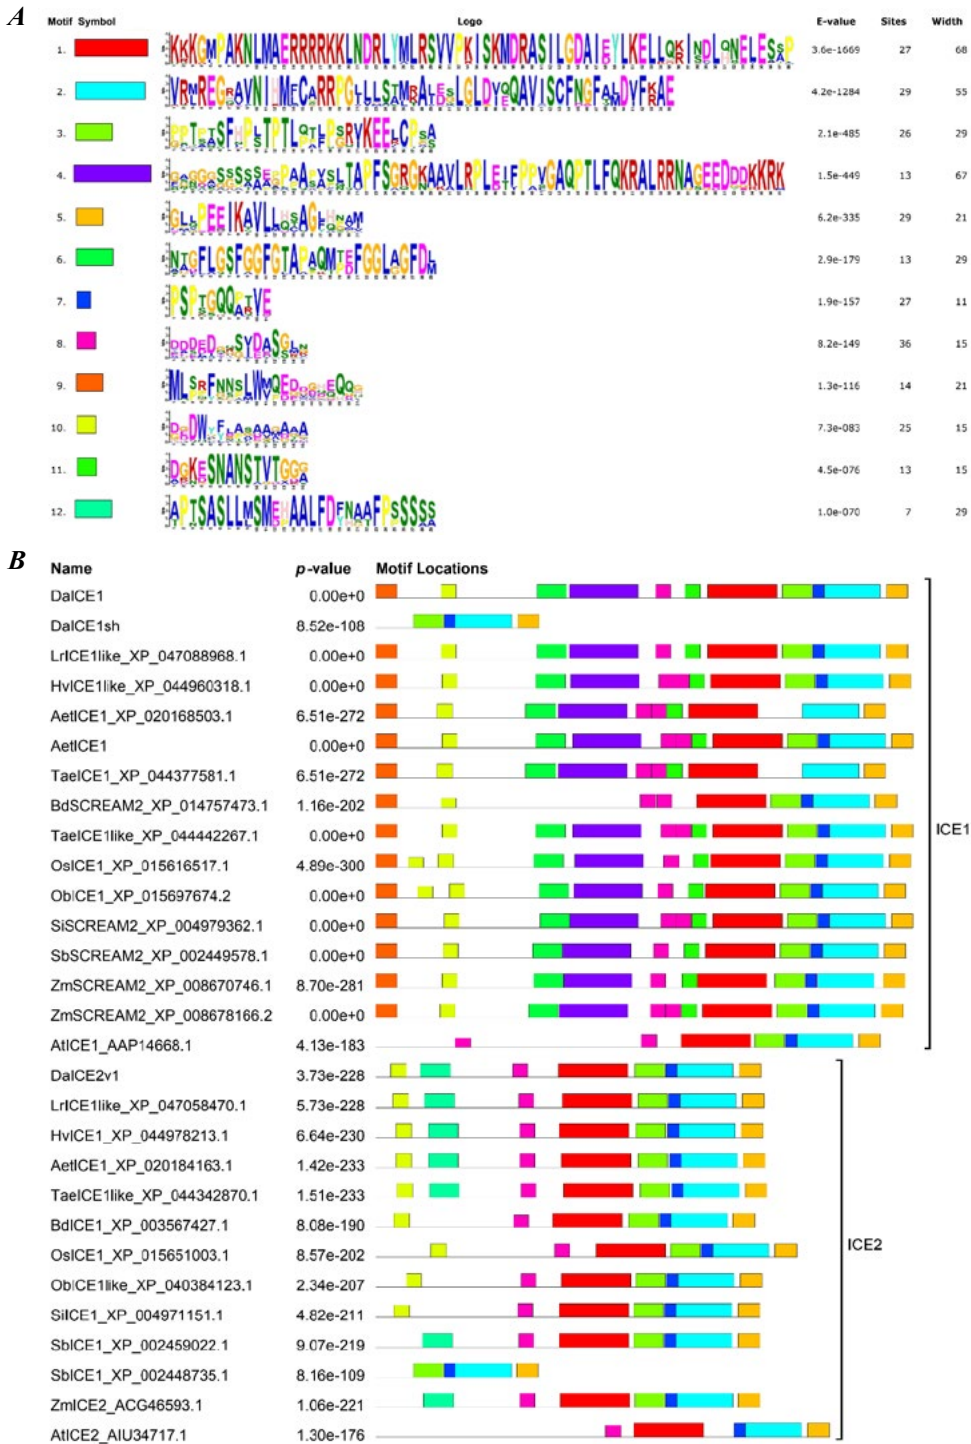 A
Motif Symbol Logo E-value Sites Width
1. KKKGMPAKNLMAERRRRKKLNDRLYMLRSVVPKISKMDRASILGDAIEYLKELLQKINDLQNELESSP 3.6e-1669 27 68
2. 4.2e-1284 29 55
3. 2.1e-485 26 29
4. 1.5e-449 13 67
5. 6.2e-335 29 21
6. 2.9e-179 13 29
7. 1.9e-157 27 11
8. 8.2e-149 36 15
9. 1.3e-116 14 21
10. 7.3e-083 25 15
11. 4.5e-076 13 15
12. 1.0e-070 7 29
B
Name p-value Motif Locations
DaICE1 0.00e+0
DaICE1sh 8.52e-108
LrICE1like_XP_047088968.1 0.00e+0
HvICE1like_XP_044960318.1 0.00e+0
AetICE1_XP_020168503.1 6.51e-272
AetICE1 0.00e+0
TaeICE1_XP_044377581.1 6.51e-272
BdSCREAM2_XP_014757473.1 1.16e-202
TaeICE1like_XP_044442267.1 0.00e+0
ICE1
OsICE1_XP_015616517.1 4.89e-300
ObICE1_XP_015697674.2 0.00e+0
SiSCREAM2_XP_004979362.1 0.00e+0
SbSCREAM2_XP_002449578.1 0.00e+0
ZmSCREAM2_XP_008670746.1 8.70e-281
ZmSCREAM2_XP_008678166.2 0.00e+0
AtICE1_AAP14668.1 4.13e-183
DaICE2v1 3.73e-228
LrICE1like_XP_047058470.1 5.73e-228
HvICE1_XP_044978213.1 6.64e-230
AetICE1_XP_020184163.1 1.42e-233
TaeICE1like_XP_044342870.1 1.51e-233
BdICE1_XP_003567427.1 8.08e-190
ICE2
OsICE1_XP_015651003.1 8.57e-202
ObICE1like_XP_040384123.1 2.34e-207
SiICE1_XP_004971151.1 4.82e-211
SbICE1_XP_002459022.1 9.07e-219
SbICE1_XP_002448735.1 8.16e-109
ZmICE2_ACG46593.1 1.06e-221
AtICE2_AIU34717.1 1.30e-176